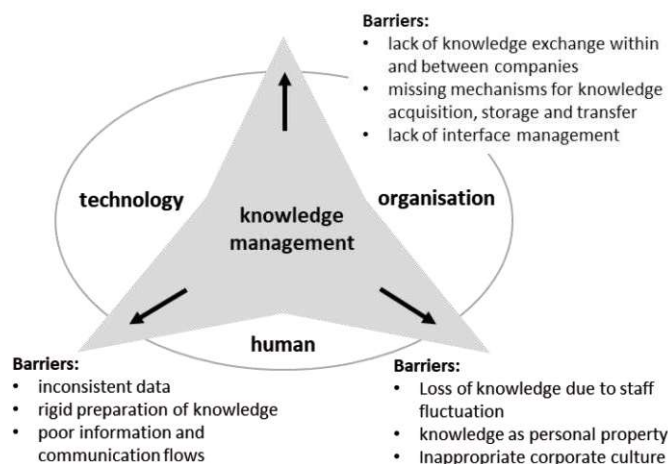 Barriers:
• lack of knowledge exchange within
and between companies
• missing mechanisms for knowledge
acquisition, storage and transfer
• lack of interface management
technology
organisation
knowledge
management
human
Barriers:
• inconsistent data
• rigid preparation of knowledge
• poor information and
communication flows
Barriers:
• Loss of knowledge due to staff
fluctuation
• knowledge as personal property
• Inappropriate corporate culture